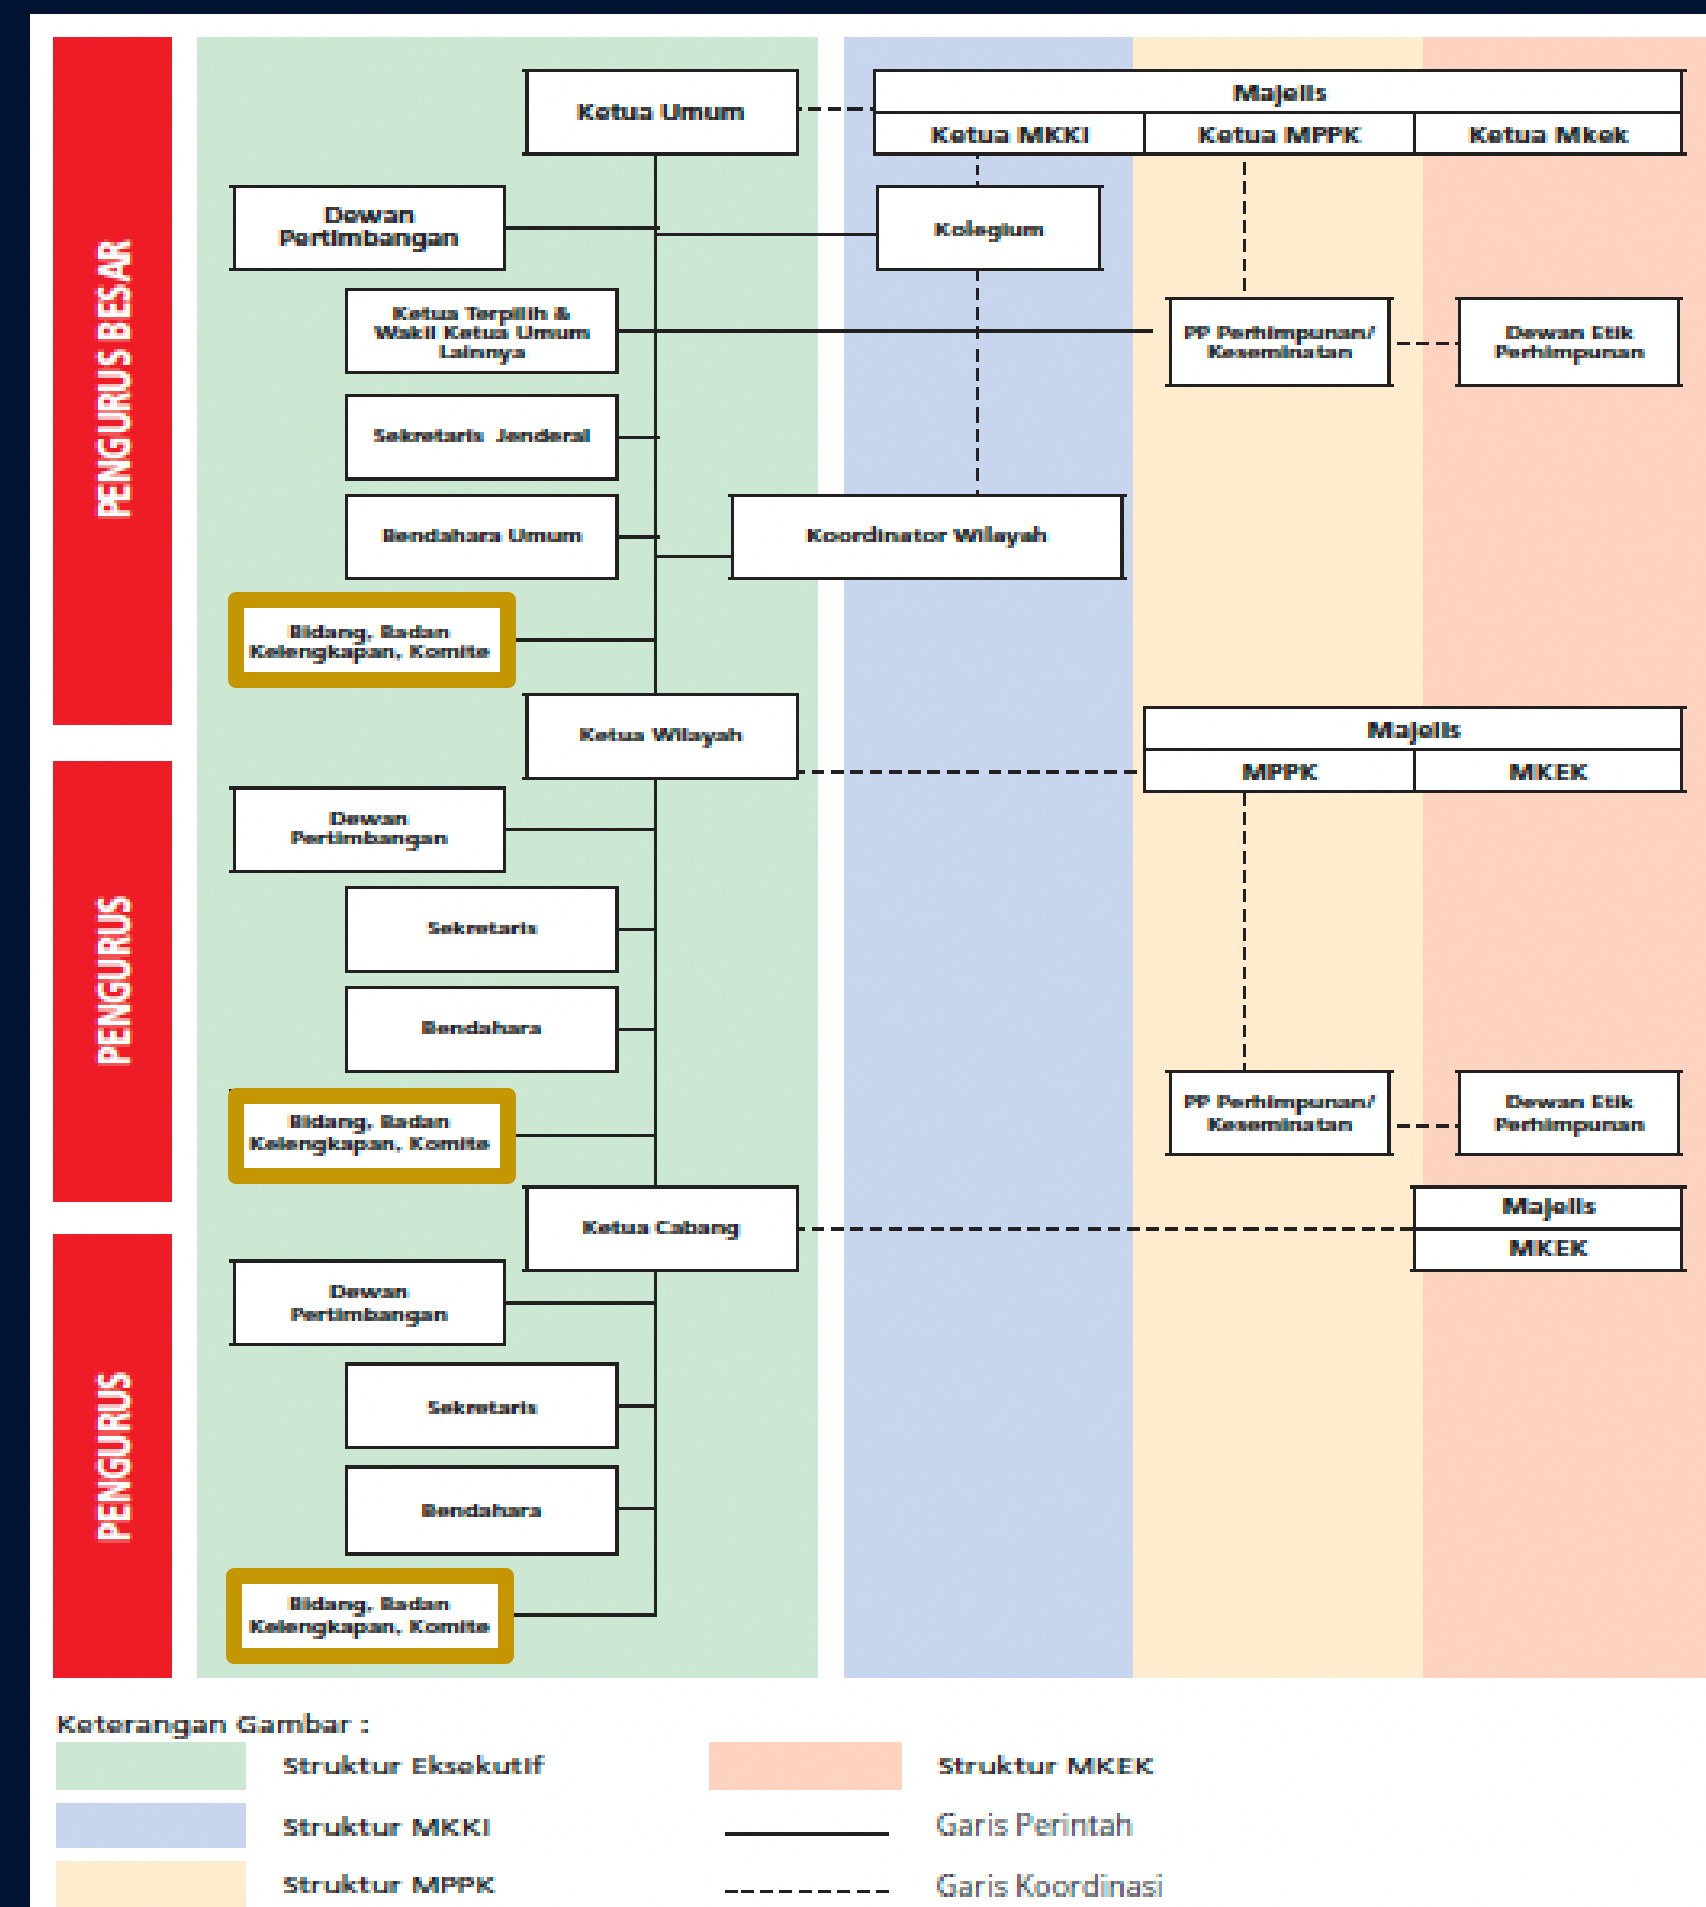 PENGURUS BESAR
Ketua Umum
Majelis
Ketua MKKI
Ketua MPPK
Ketua Mkek
Dewan
Pertimbangan
Kolegium
Ketua Terpilih &
Wakil Ketua Umum
Lainnya
PP Perhimpunan/
Keseminatan
Dewan Etik
Perhimpunan
Sekretaris Jenderal
Bendahara Umum
Koordinator Wilayah
Bidang, Badan
Kelengkapan, Komite
PENGURUS
Ketua Wilayah
Majelis
MPPK
MKEK
Dewan
Pertimbangan
Sekretaris
Bendahara
Bidang, Badan
Kelengkapan, Komite
PP Perhimpunan/
Keseminatan
Dewan Etik
Perhimpunan
PENGURUS
Ketua Cabang
Majelis
MKEK
Dewan
Pertimbangan
Sekretaris
Bendahara
Bidang, Badan
Kelengkapan, Komite
Keterangan Gambar :
Struktur Eksekutif
Struktur MKKI
Struktur MPPK
Struktur MKEK
Garis Perintah
Garis Koordinasi